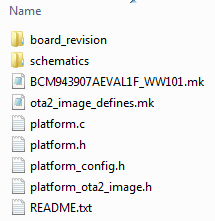 Name
board_revision
schematics
BCM943907AEVAL1F_WW101.mk
ota2_image_defines.mk
platform.c
platform.h
platform_config.h
platform_ota2_image.h
README.txt